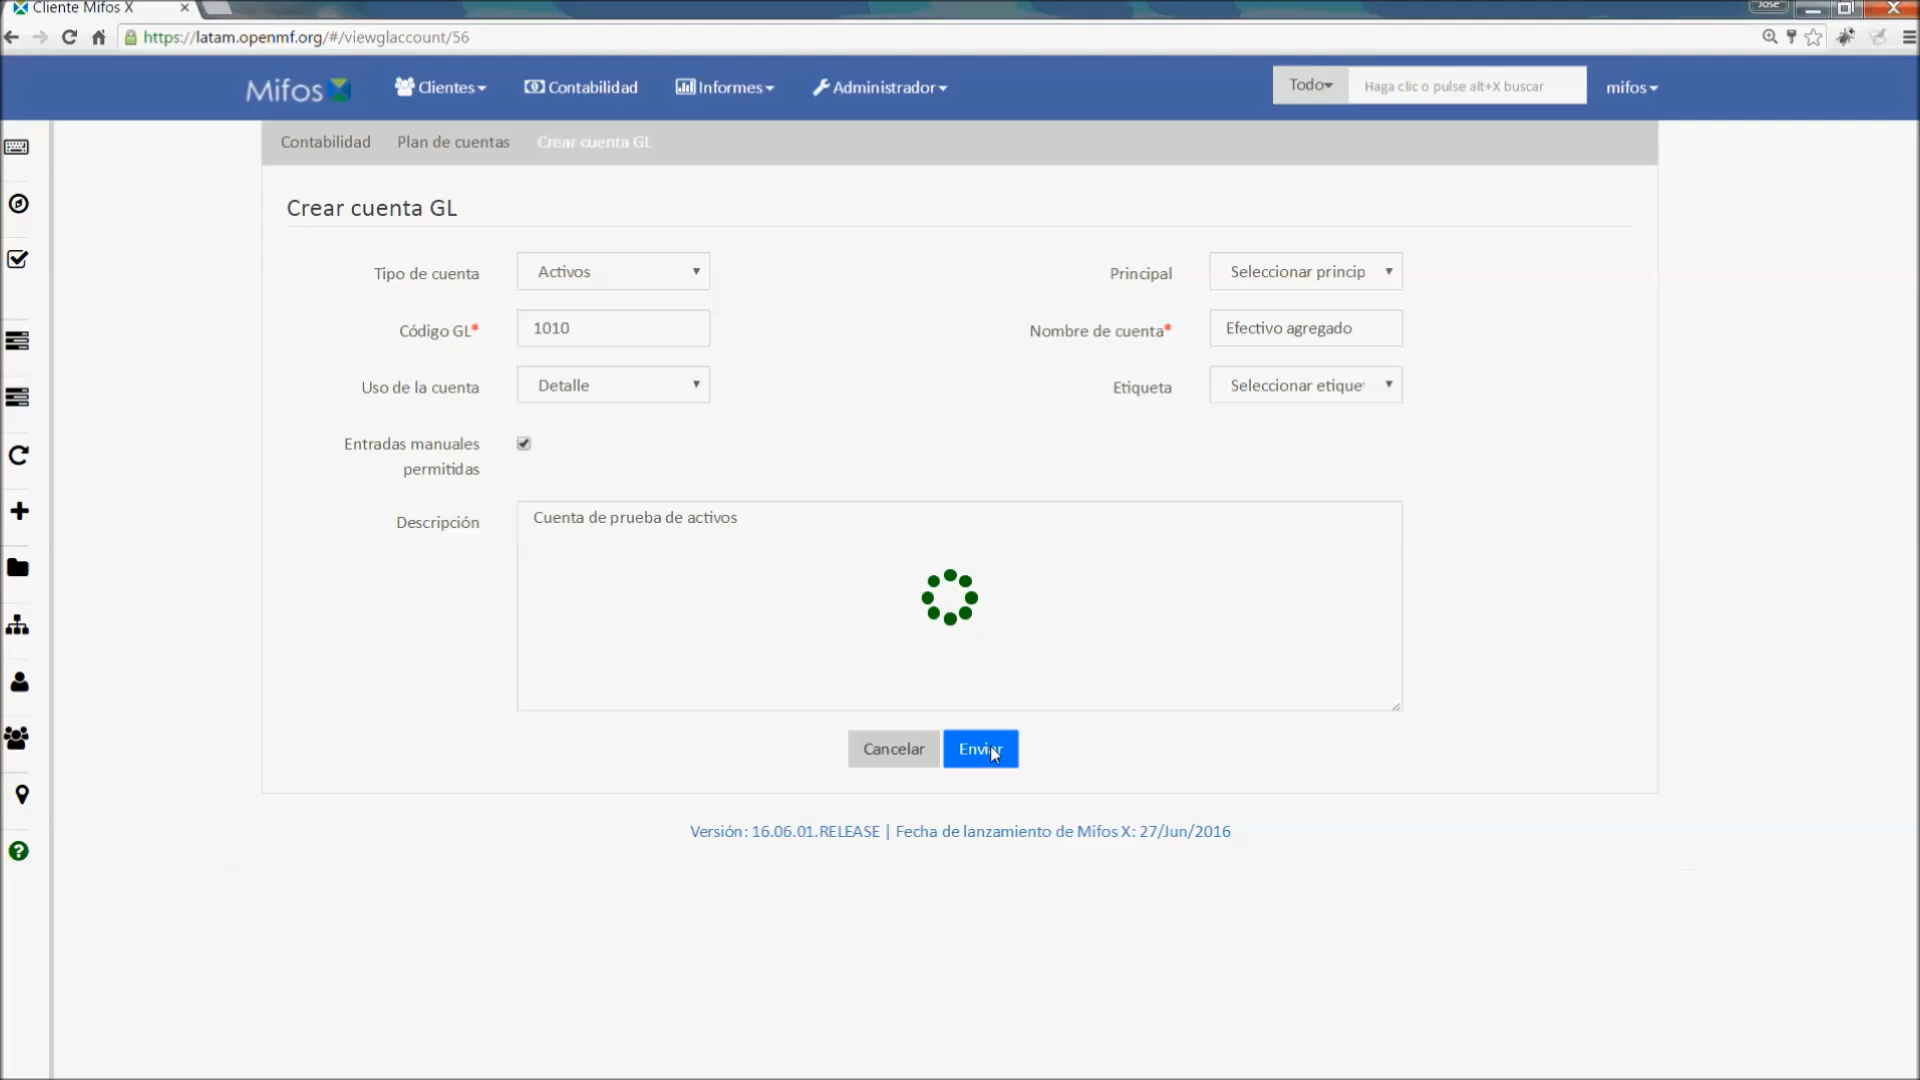 Cliente Mifos X
Jose
https://latam.openmf.org/#/viewglaccount/56
Mifos
Clientes
Contabilidad
Informes
Administrador
Todo
Haga clic o pulse alt+X buscar
mifos
Contabilidad
Plan de cuentas
Crear cuenta GL
Crear cuenta GL
Tipo de cuenta
Activos
Principal
Seleccionar princip
Código GL*
1010
Nombre de cuenta*
Efectivo agregado
Uso de la cuenta
Detalle
Etiqueta
Seleccionar etique
Entradas manuales
permitidas
Descripción
Cuenta de prueba de activos
Cancelar
Enviar
Versión: 16.06.01.RELEASE | Fecha de lanzamiento de Mifos X: 27/Jun/2016